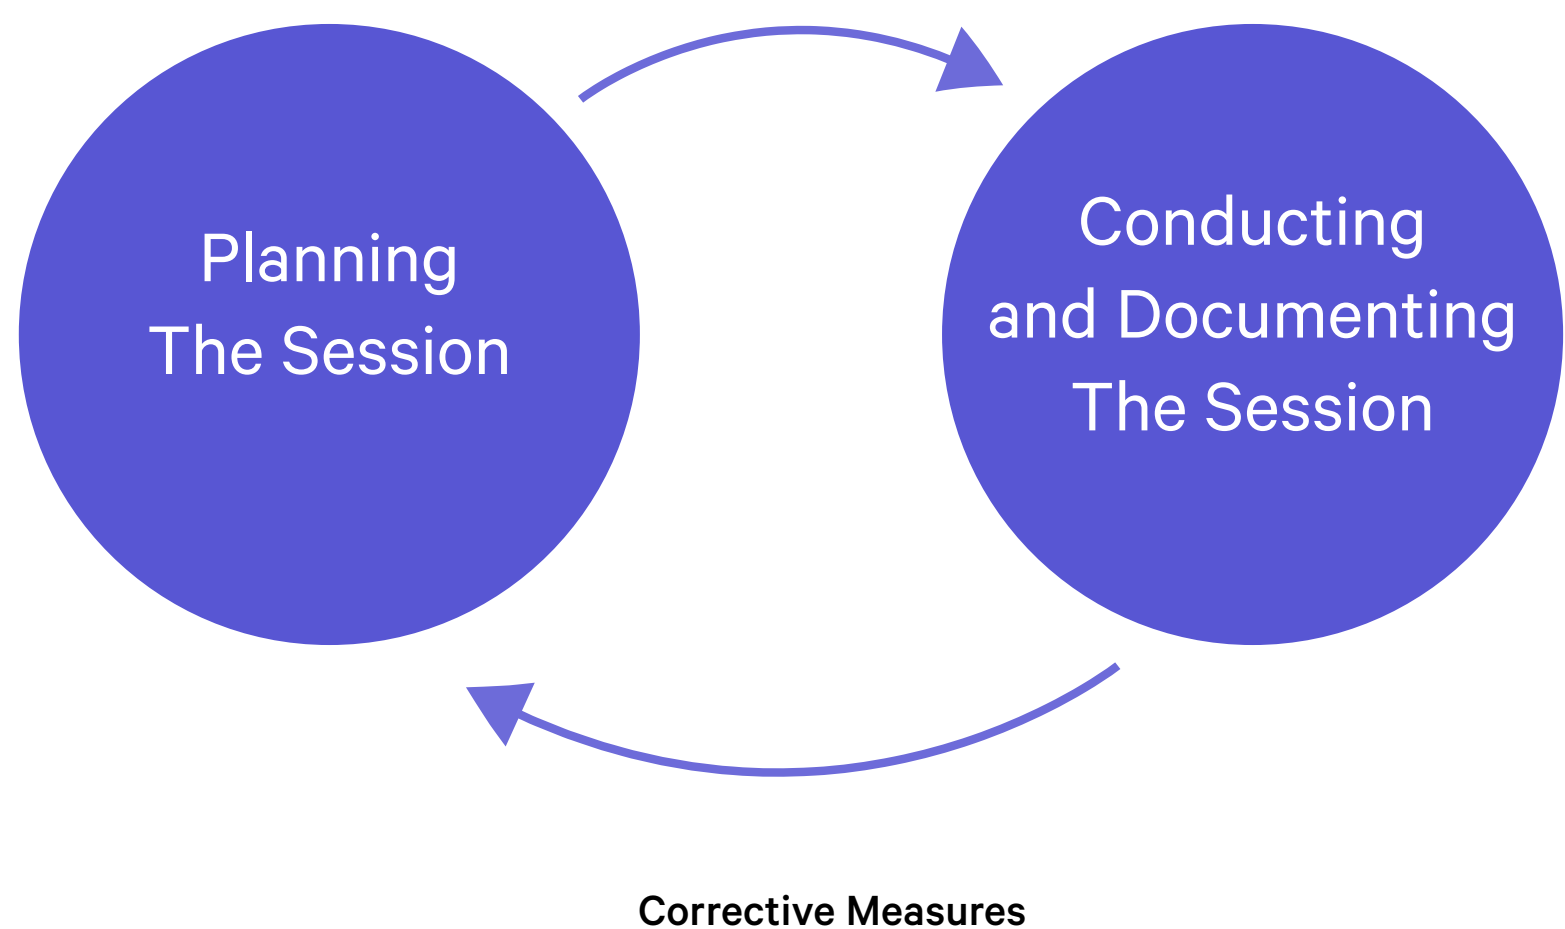 Planning
The Session
Conducting
and Documenting
The Session
Corrective Measures